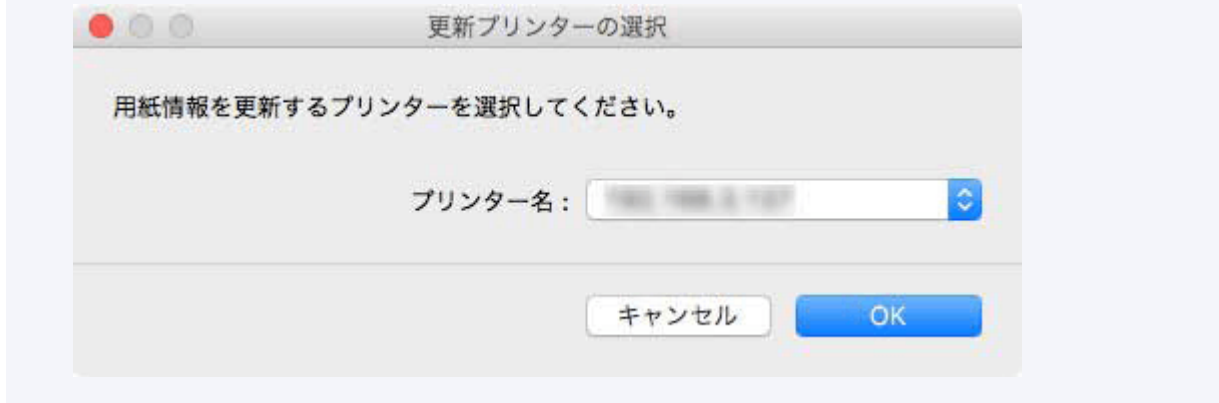 更新プリンターの選択
用紙情報を更新するプリンターを選択してください。
プリンター名：
キャンセル
OK